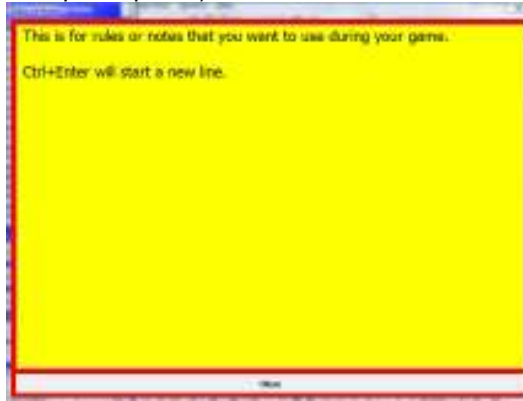 This is for rules or notes that you want to use during your game.
Ctrl+Enter will start a new line.